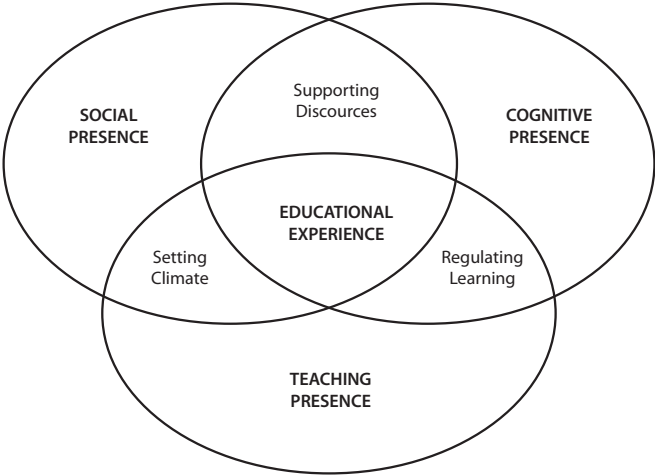 Supporting
Discources
SOCIAL
PRESENCE
COGNITIVE
PRESENCE
EDUCATIONAL
EXPERIENCE
Setting
Climate
Regulating
Learning
TEACHING
PRESENCE